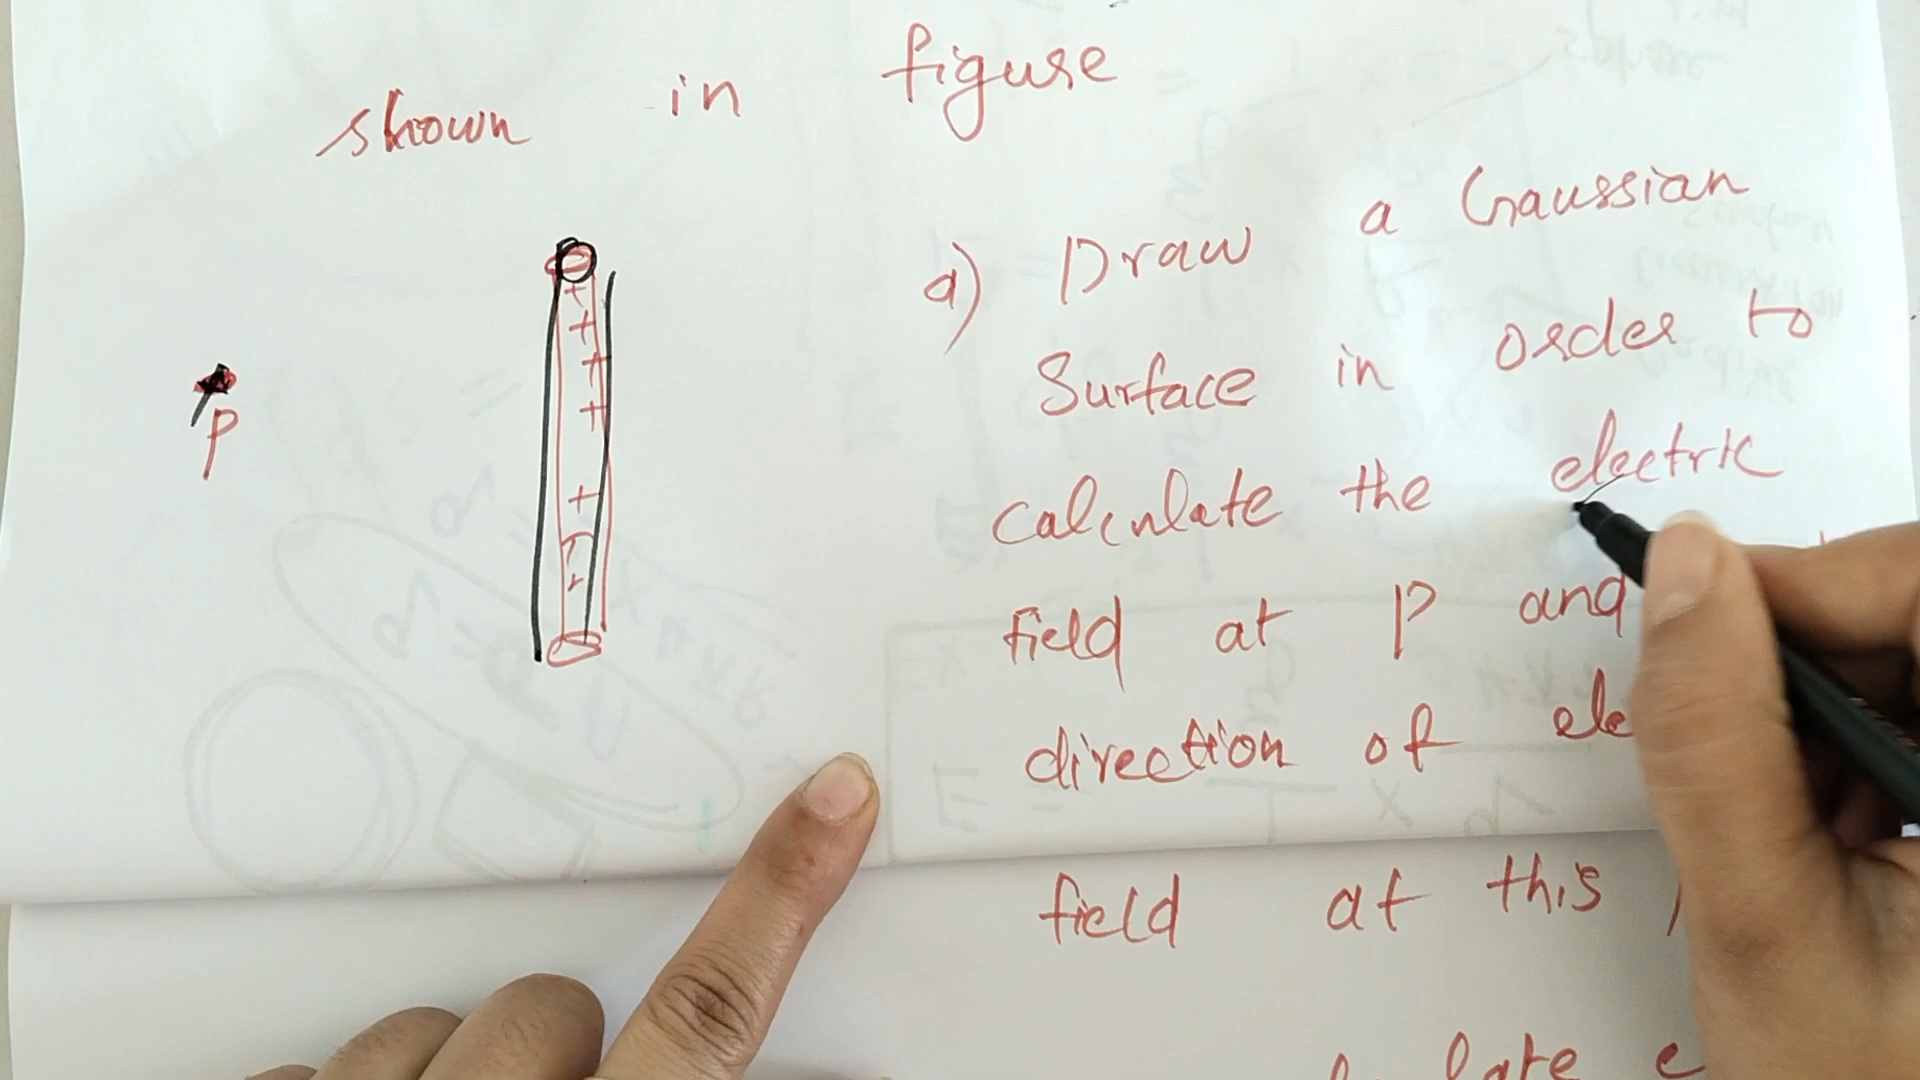 shown in figure
a) Draw a Gaussian
Surface in order to
calculate the electric
field at P and
direction of
field at this
P